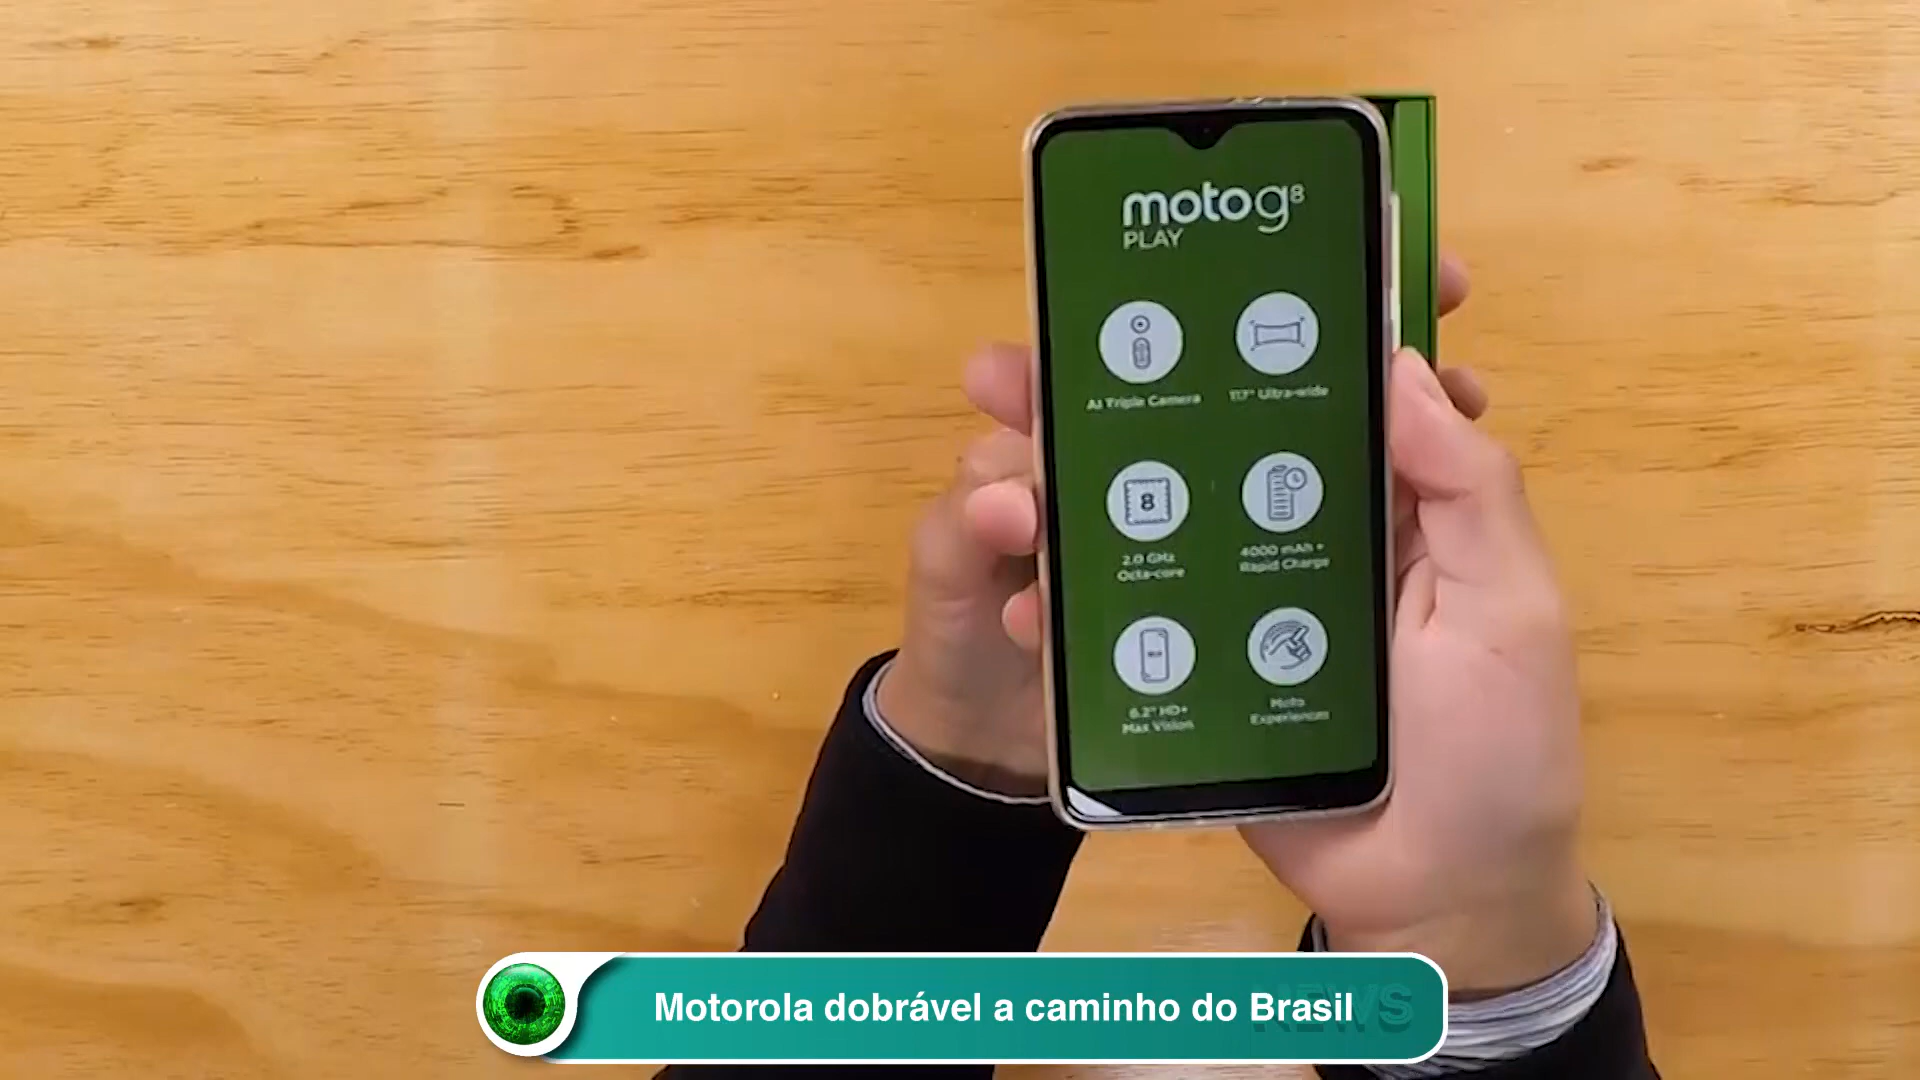 moto g8
PLAY
AI Triple Camera
117° Ultra-wide
8
2.0 GHz
Octa-core
4000 mAh +
Rapid Charge
6.2" HD+
Max Vision
Moto
Experiences
Motorola dobrável a caminho do Brasil
NEWS